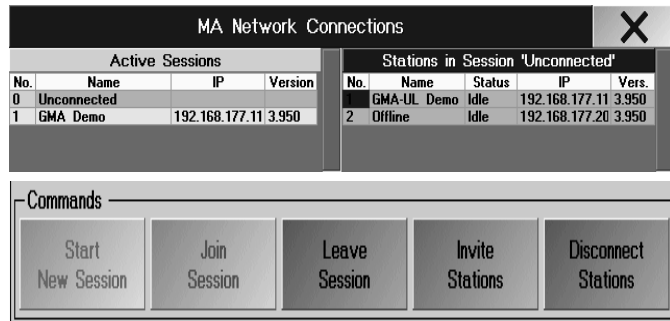 MA Network Connections
Active Sessions
No. Name IP Version
0 Unconnected
1 GMA Demo 192.168.177.11 3.950
Stations in Session 'Unconnected'
No. Name Status IP Vers.
1 GMA-UL Demo Idle 192.168.177.11 3.950
2 Offline Idle 192.168.177.20 3.950
Commands
Start New Session
Join Session
Leave Session
Invite Stations
Disconnect Stations